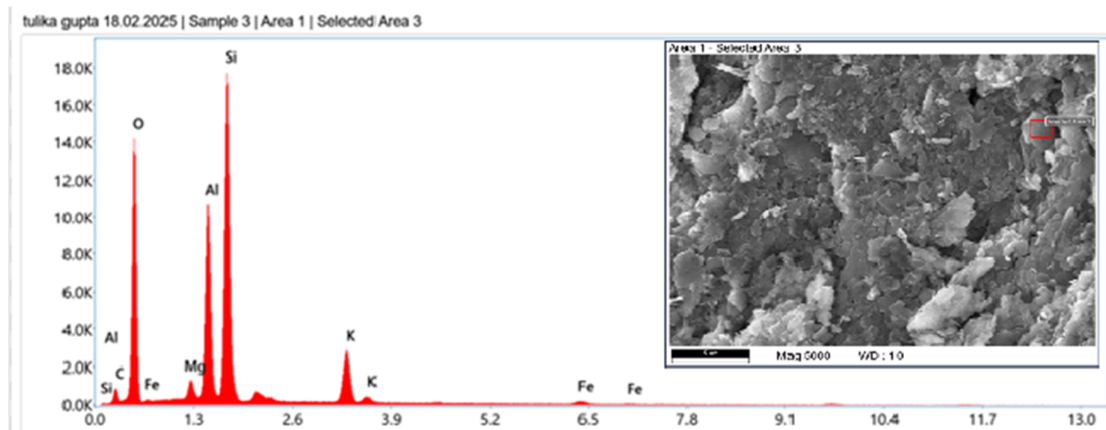 tulika gupta 18.02.2025 | Sample 3 | Area 1 | Selected Area 3
Area 1 - Selected Area 3
18.0K
16.0K
14.0K
12.0K
10.0K
8.0K
6.0K
4.0K
2.0K
0.0K
Si
O
Al
K
Al
C
Si
Fe
Mg
K
Fe
Fe
Mag 5000 WD : 10
0.0 1.3 2.6 3.9 5.2 6.5 7.8 9.1 10.4 11.7 13.0